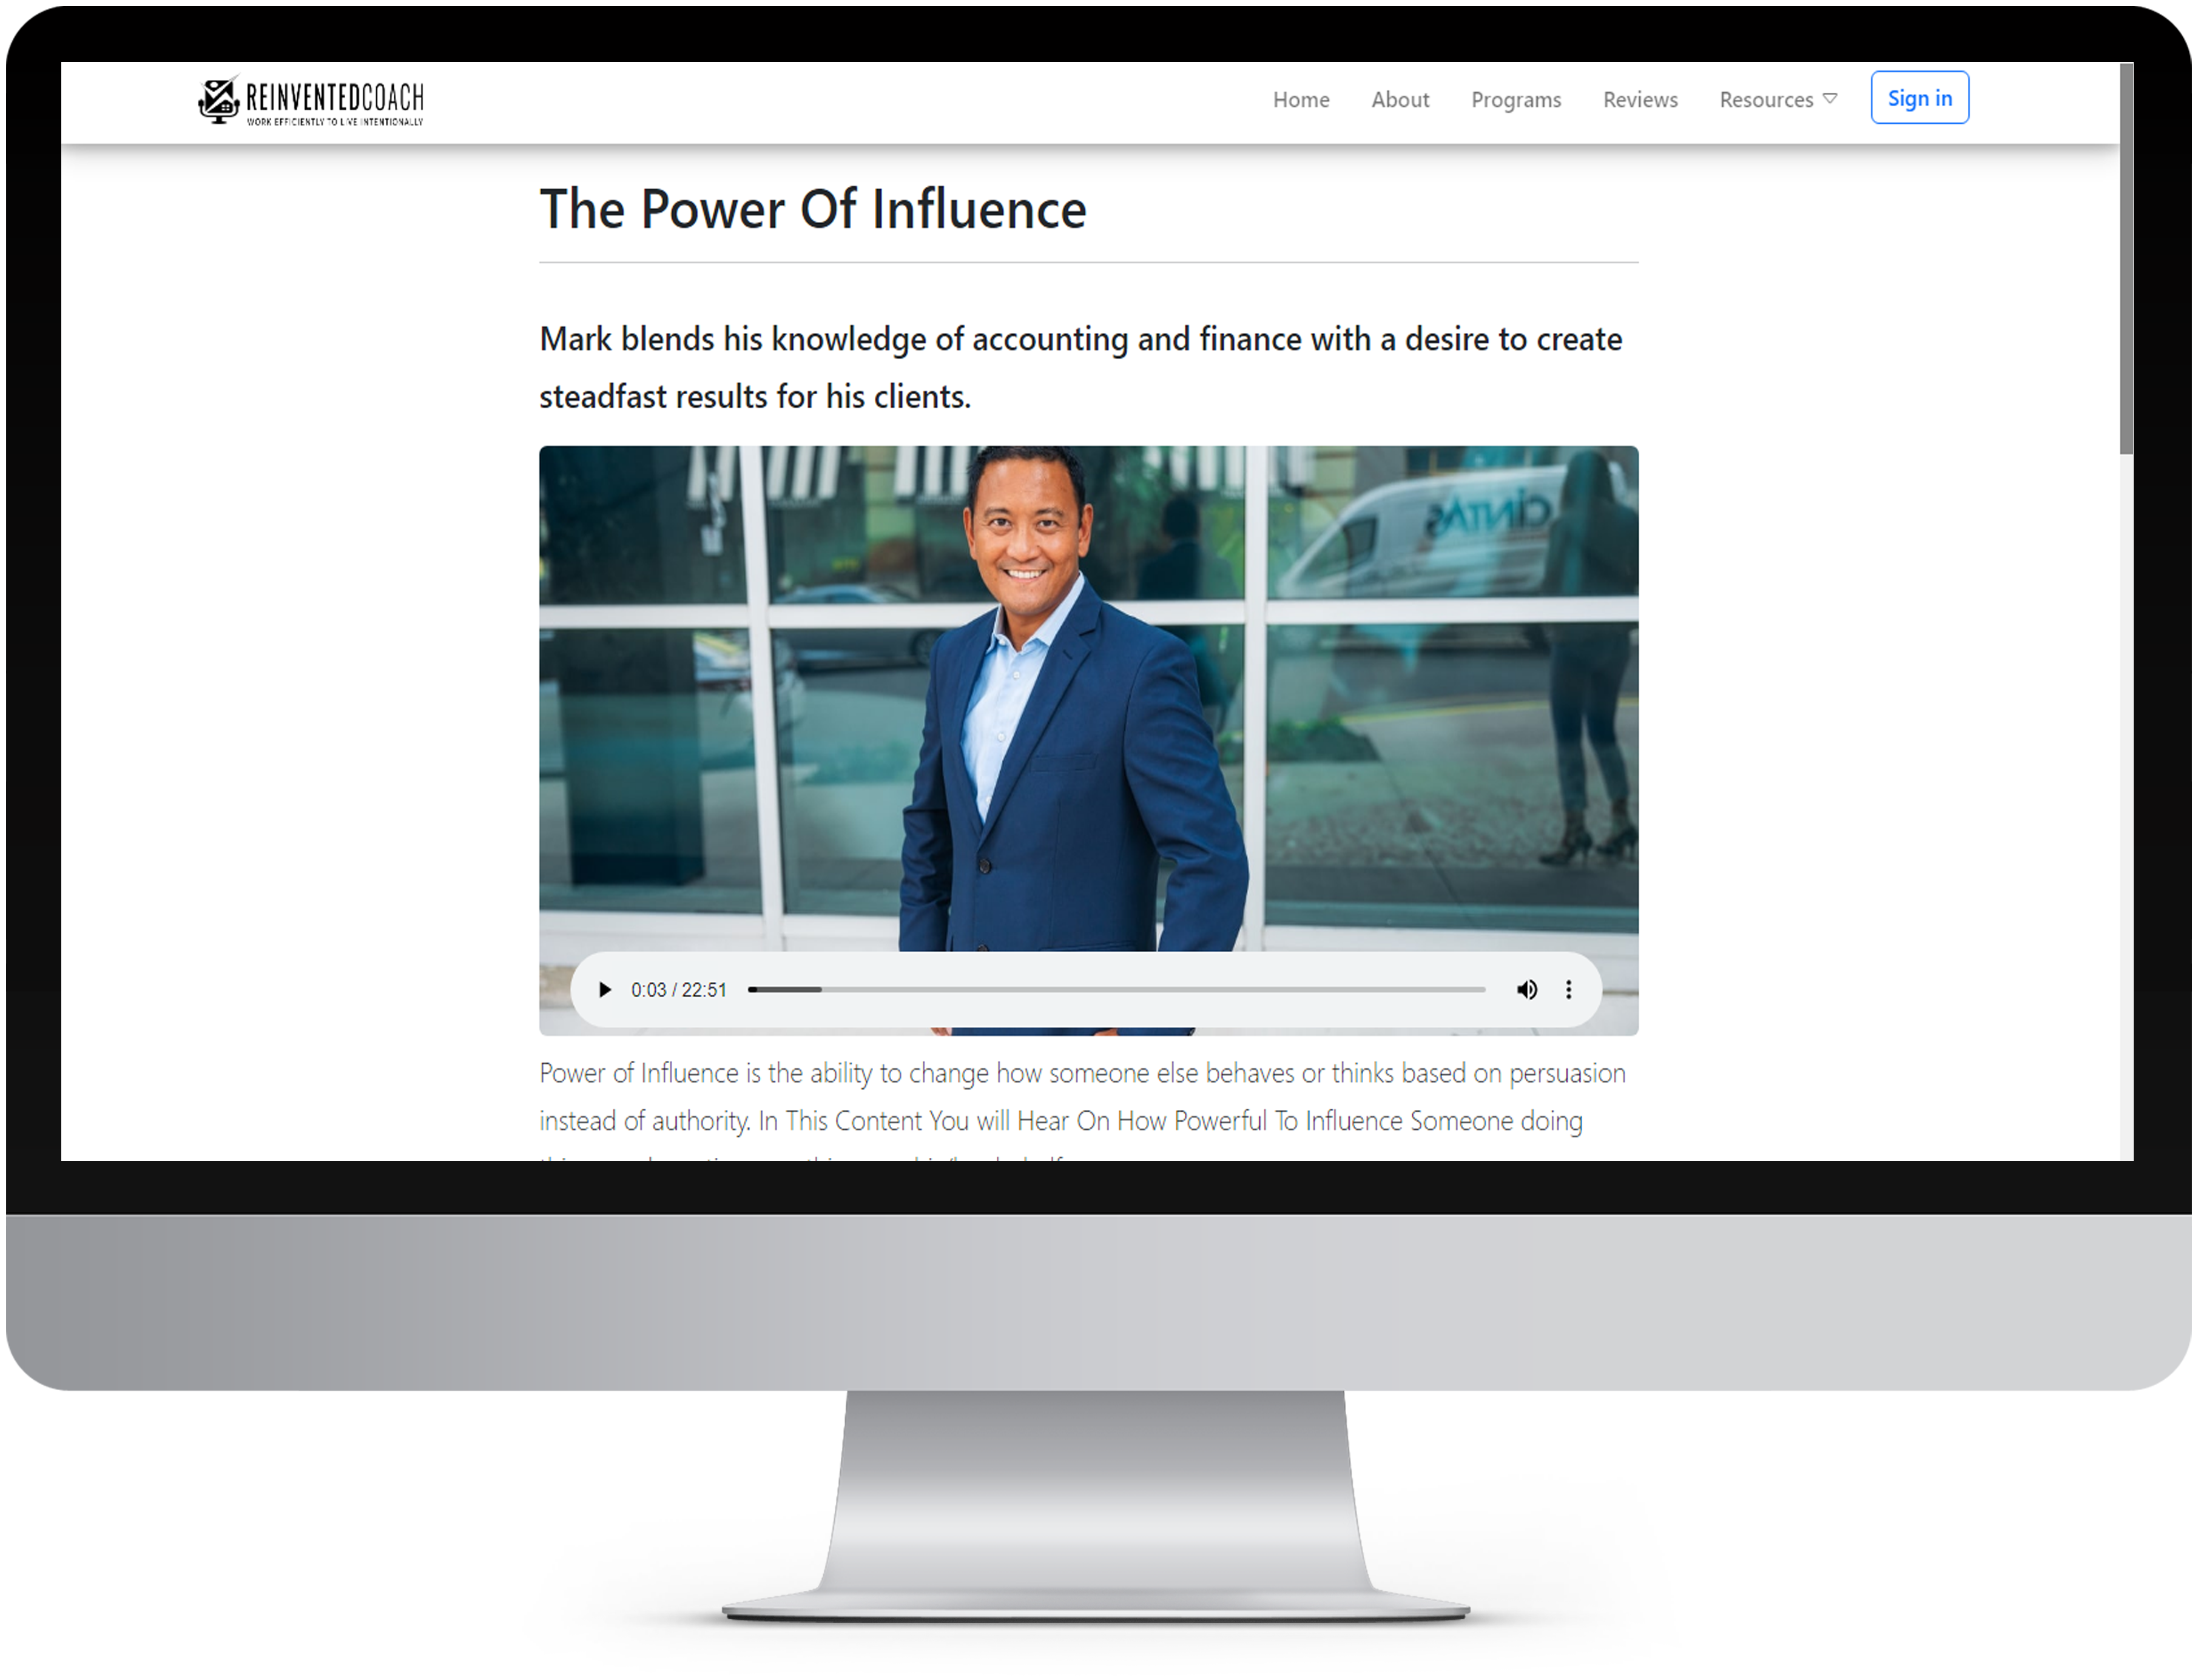 REINVENTEDCOACH
WORK EFFICIENTLY TO LIVE INTENTIONALLY
Home About Programs Reviews Resources Sign in
The Power Of Influence
Mark blends his knowledge of accounting and finance with a desire to create
steadfast results for his clients.
CINTAS
0:03 / 22:51
Power of Influence is the ability to change how someone else behaves or thinks based on persuasion
instead of authority. In This Content You will Hear On How Powerful To Influence Someone doing